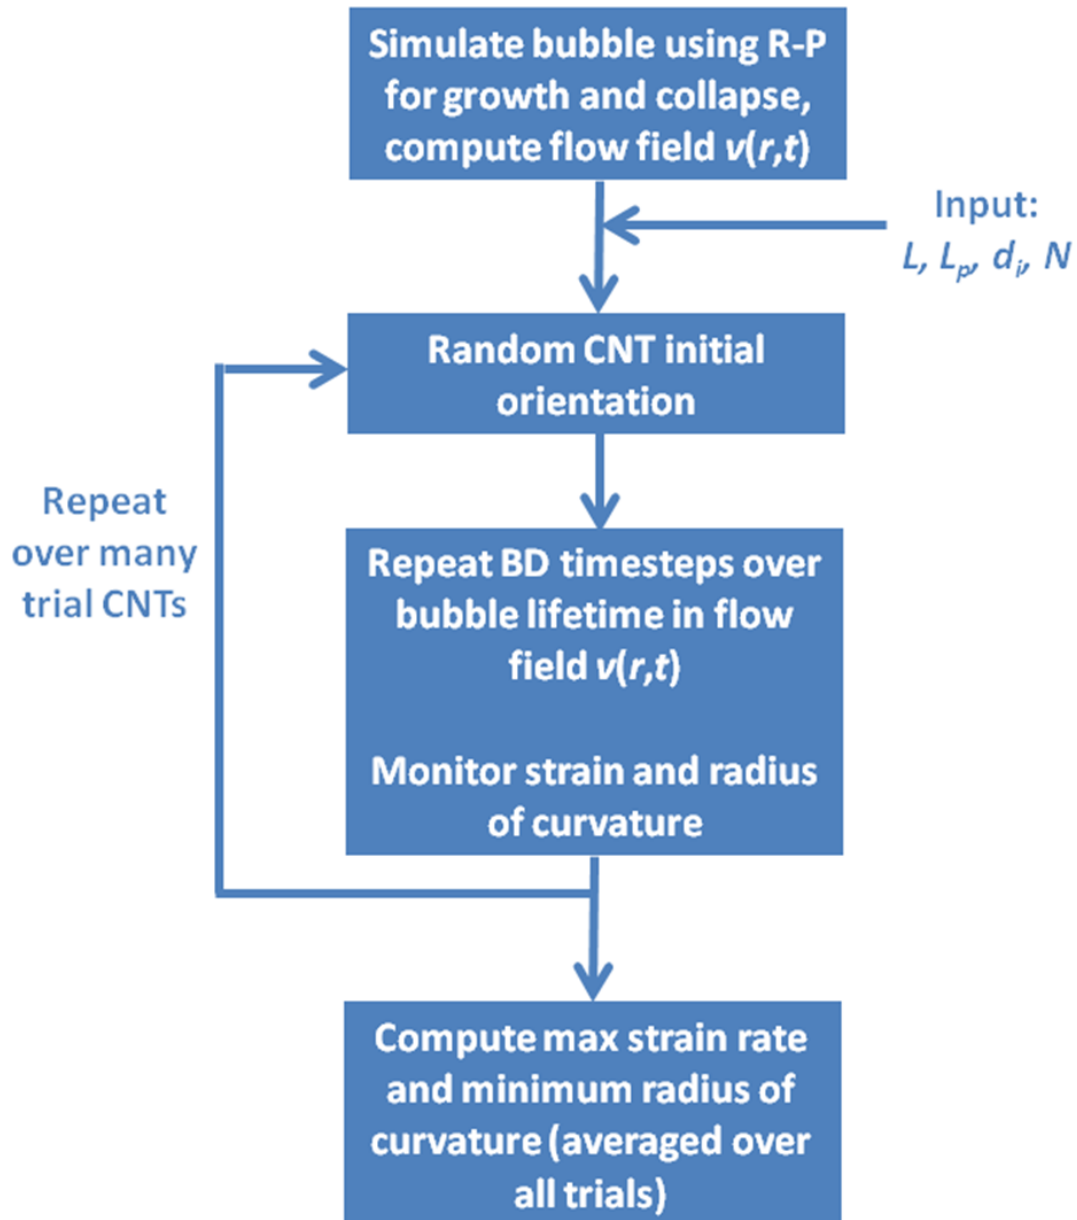 Simulate bubble using R-P
for growth and collapse,
compute flow field v(r,t)
Input:
L, Lp, di, N
Random CNT initial
orientation
Repeat
over many
trial CNTs
Repeat BD timesteps over
bubble lifetime in flow
field v(r,t)
Monitor strain and radius
of curvature
Compute max strain rate
and minimum radius of
curvature (averaged over
all trials)